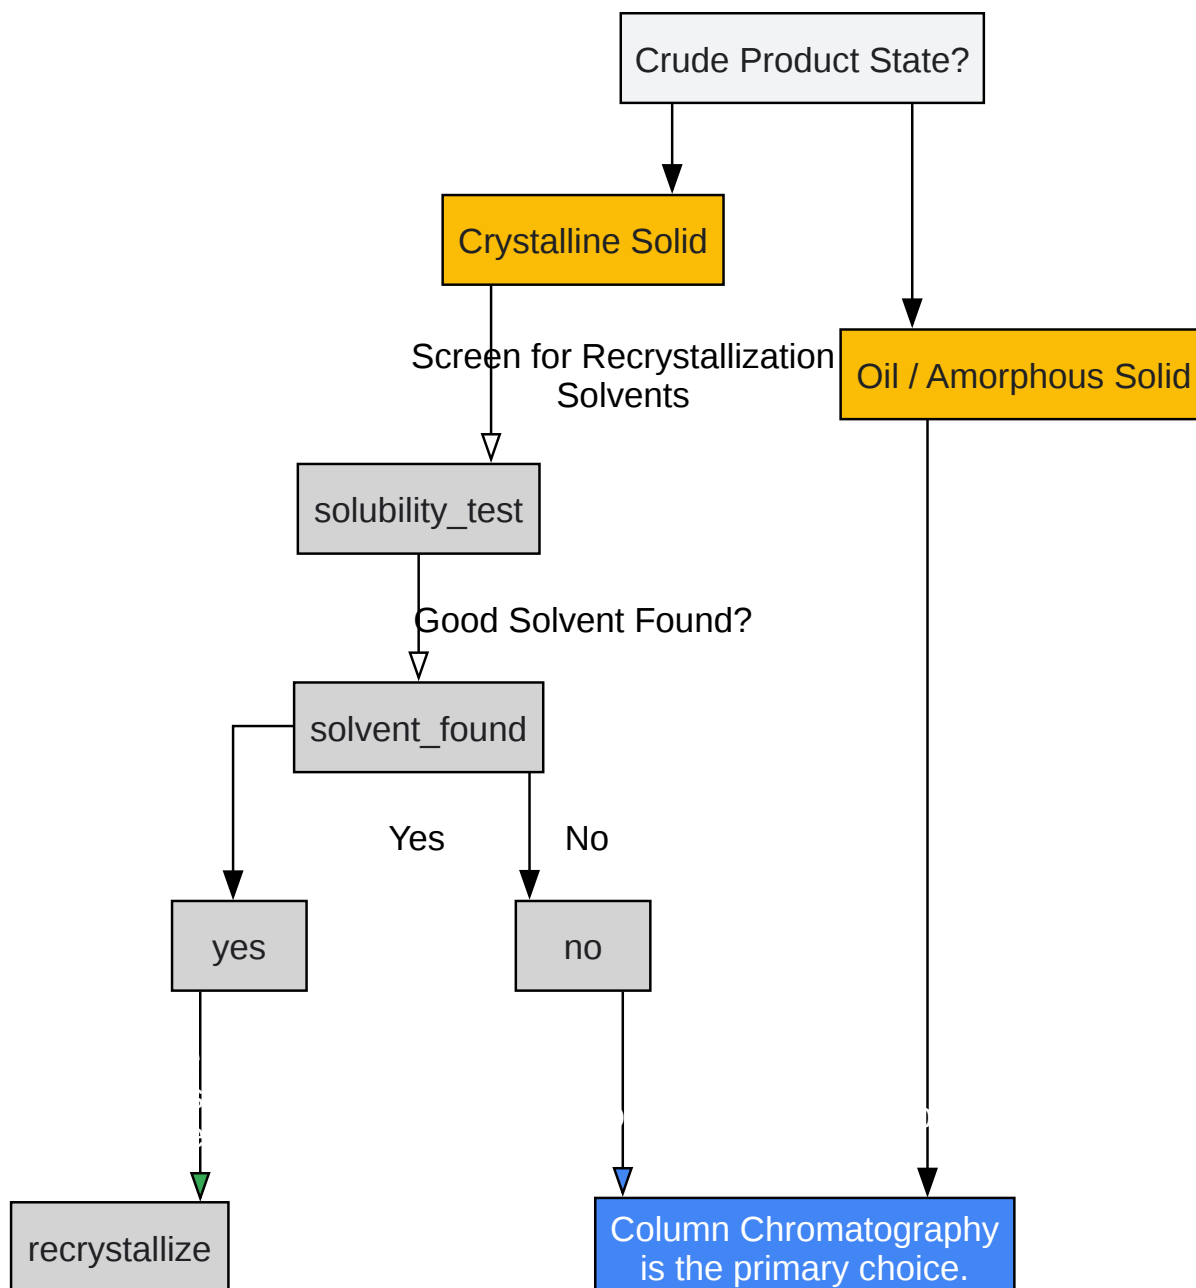 Crude Product State?
Crystalline Solid
Screen for Recrystallization
Solvents
Oil / Amorphous Solid
solubility_test
Good Solvent Found?
solvent_found
Yes
No
yes
no
recrystallize
Column Chromatography
is the primary choice.